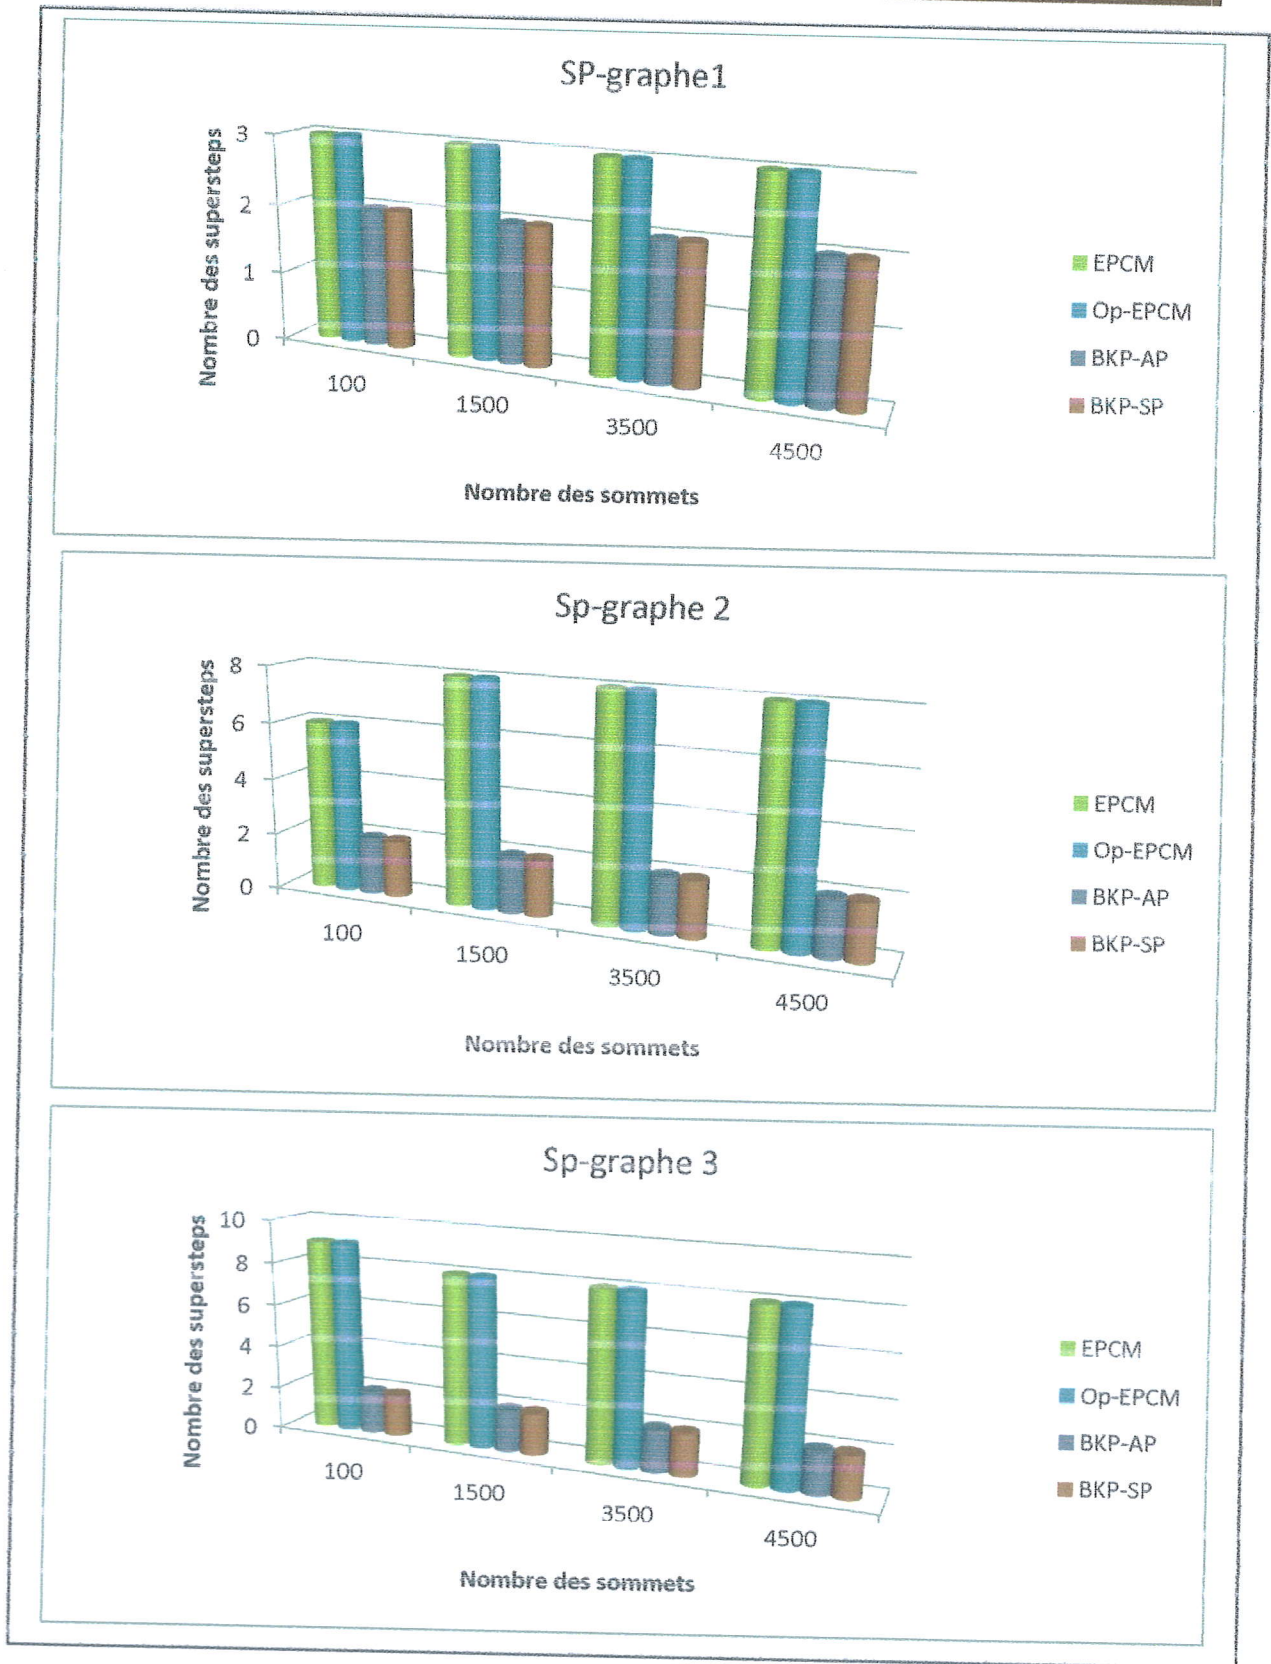 SP-graphe1
Nombre des supersteps
3
2
1
0
100
1500
3500
4500
Nombre des sommets
EPCM
Op-EPCM
BKP-AP
BKP-SP
Sp-graphe 2
Nombre des supersteps
8
6
4
2
0
100
1500
3500
4500
Nombre des sommets
EPCM
Op-EPCM
BKP-AP
BKP-SP
Sp-graphe 3
Nombre des supersteps
10
8
6
4
2
0
100
1500
3500
4500
Nombre des sommets
EPCM
Op-EPCM
BKP-AP
BKP-SP